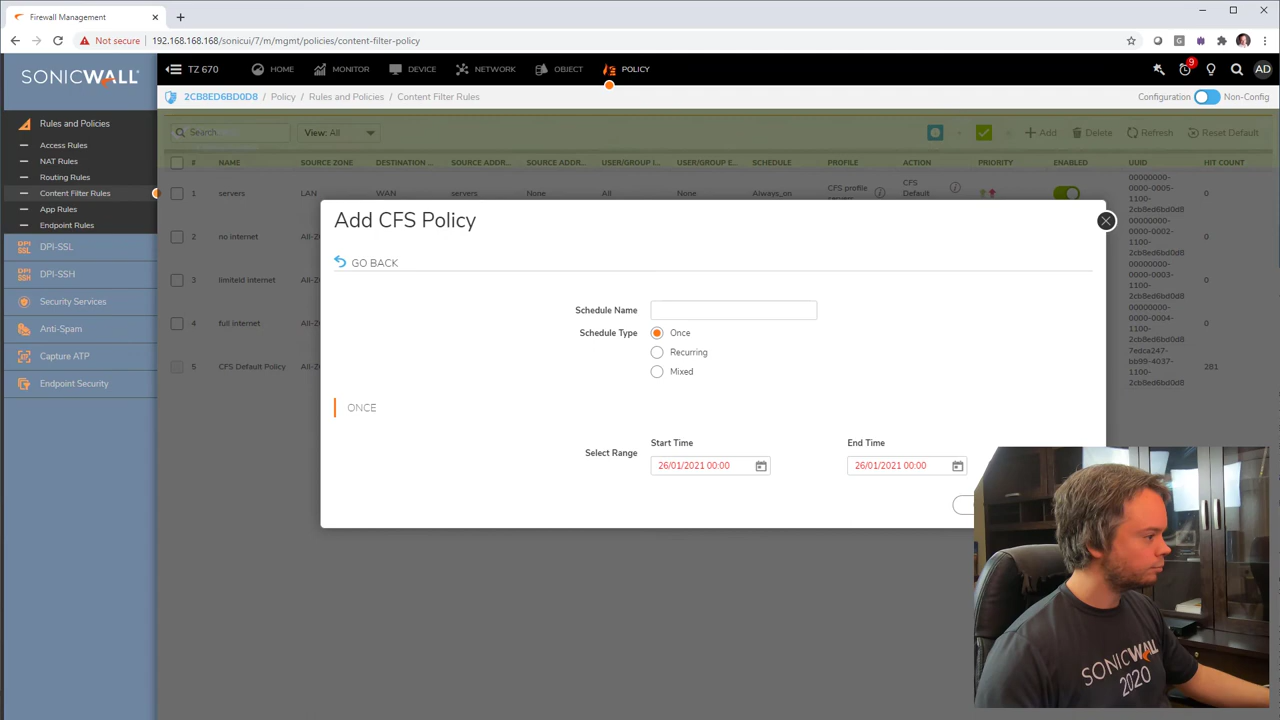 Firewall Management
Not secure
192.168.168.168/sonicui/7/m/mgmt/policies/content-filter-policy
SONICWALL
TZ 670
HOME
MONITOR
DEVICE
NETWORK
OBJECT
POLICY
9
AD
2CB8ED6BD0D8 / Policy / Rules and Policies / Content Filter Rules
Configuration
Non-Config
Rules and Policies
Access Rules
NAT Rules
Routing Rules
Content Filter Rules
App Rules
Endpoint Rules
DPI-SSL
DPI-SSH
Security Services
Anti-Spam
Capture ATP
Endpoint Security
Search...
View: All
Add
Delete
Refresh
Reset Default
# NAME SOURCE ZONE DESTINATION ... SOURCE ADDR... SOURCE ADDR... USER/GROUP I... USER/GROUP E... SCHEDULE PROFILE ACTION PRIORITY ENABLED UUID HIT COUNT
1 servers LAN WAN servers None All None Always_on CFS profile CFS Default 00000000-0000-0005-1100-2cb8ed6bd0d8 0
2 no internet All-Z 00000000-0000-0002-1100-2cb8ed6bd0d8 0
3 limiteld internet All-Z 00000000-0000-0003-1100-2cb8ed6bd0d8 0
4 full internet All-Z 00000000-0000-0004-1100-2cb8ed6bd0d8 0
5 CFS Default Policy All-Z 7edca247-bb99-4037-1100-2cb8ed6bd0d8 281
Add CFS Policy
GO BACK
Schedule Name
Schedule Type
Once
Recurring
Mixed
ONCE
Select Range
Start Time
End Time
26/01/2021 00:00
26/01/2021 00:00
SONICWALL
2020